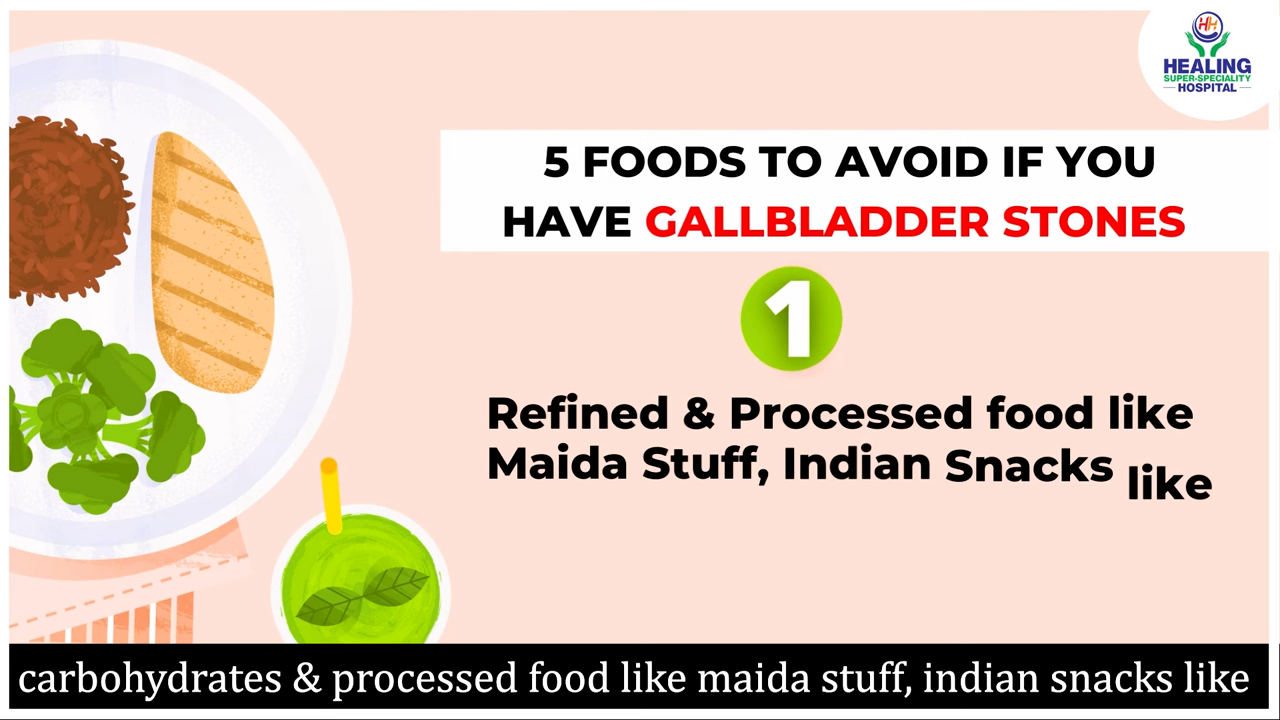 HH
HEALING
SUPER-SPECIALITY
HOSPITAL
5 FOODS TO AVOID IF YOU
HAVE GALLBLADDER STONES
1
Refined & Processed food like
Maida Stuff, Indian Snacks like
carbohydrates & processed food like maida stuff, indian snacks like